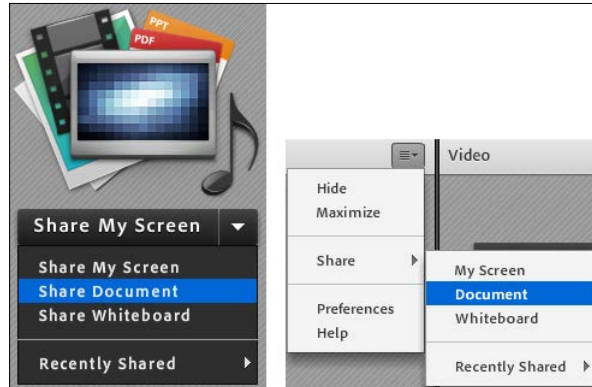 PPT
PDF
Share My Screen
Share My Screen
Share Document
Share Whiteboard
Recently Shared
Video
Hide
Maximize
Share
Preferences
Help
My Screen
Document
Whiteboard
Recently Shared